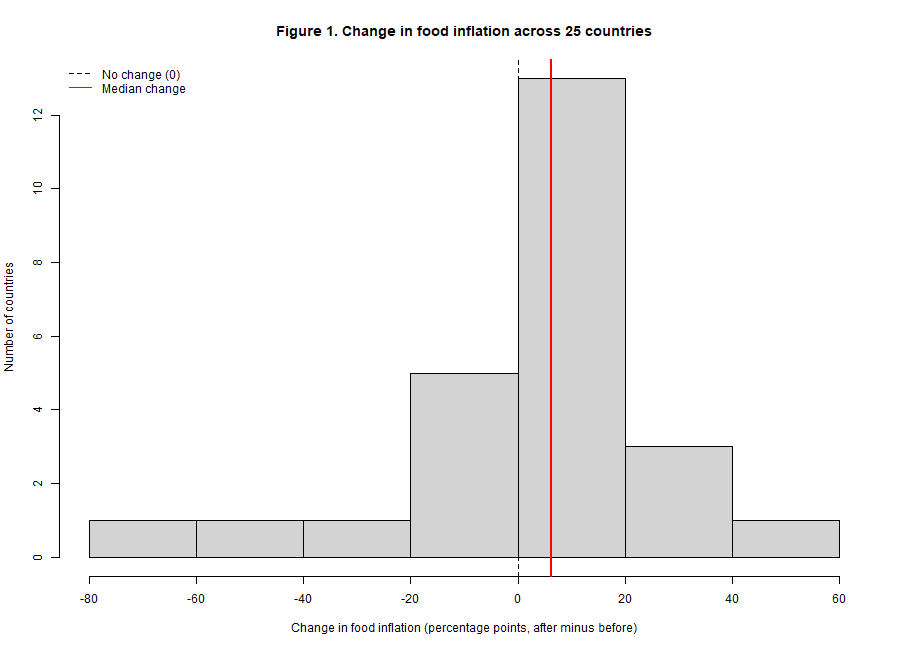 Figure 1. Change in food inflation across 25 countries
No change (0)
Median change
Number of countries
12
10
8
6
4
2
0
-80 -60 -40 -20 0 20 40 60
Change in food inflation (percentage points, after minus before)